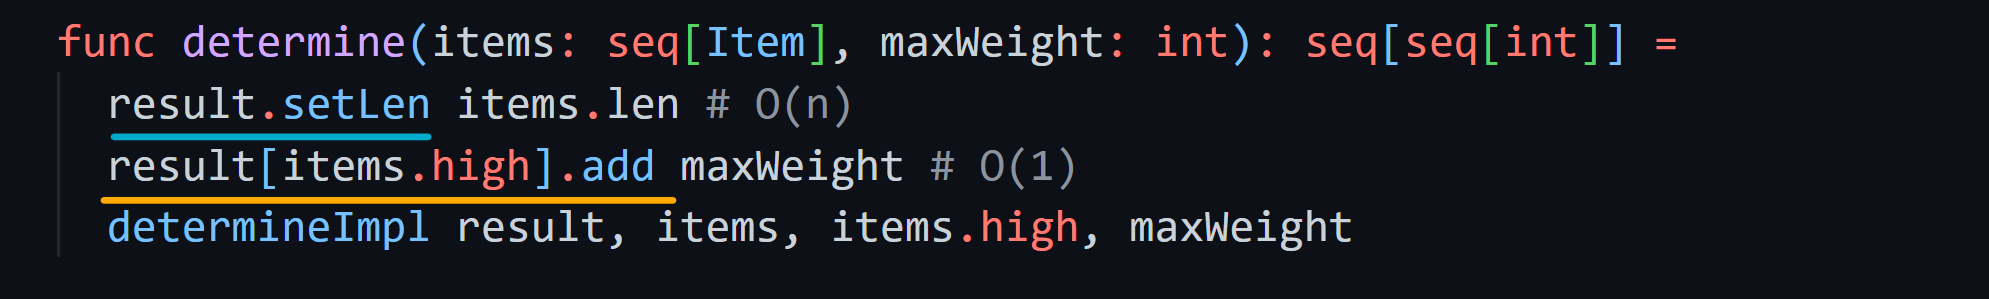 func determine(items: seq[Item], maxWeight: int): seq[seq[int]] =
result.setLen items.len # O(n)
result[items.high].add maxWeight # O(1)
determineImpl result, items, items.high, maxWeight